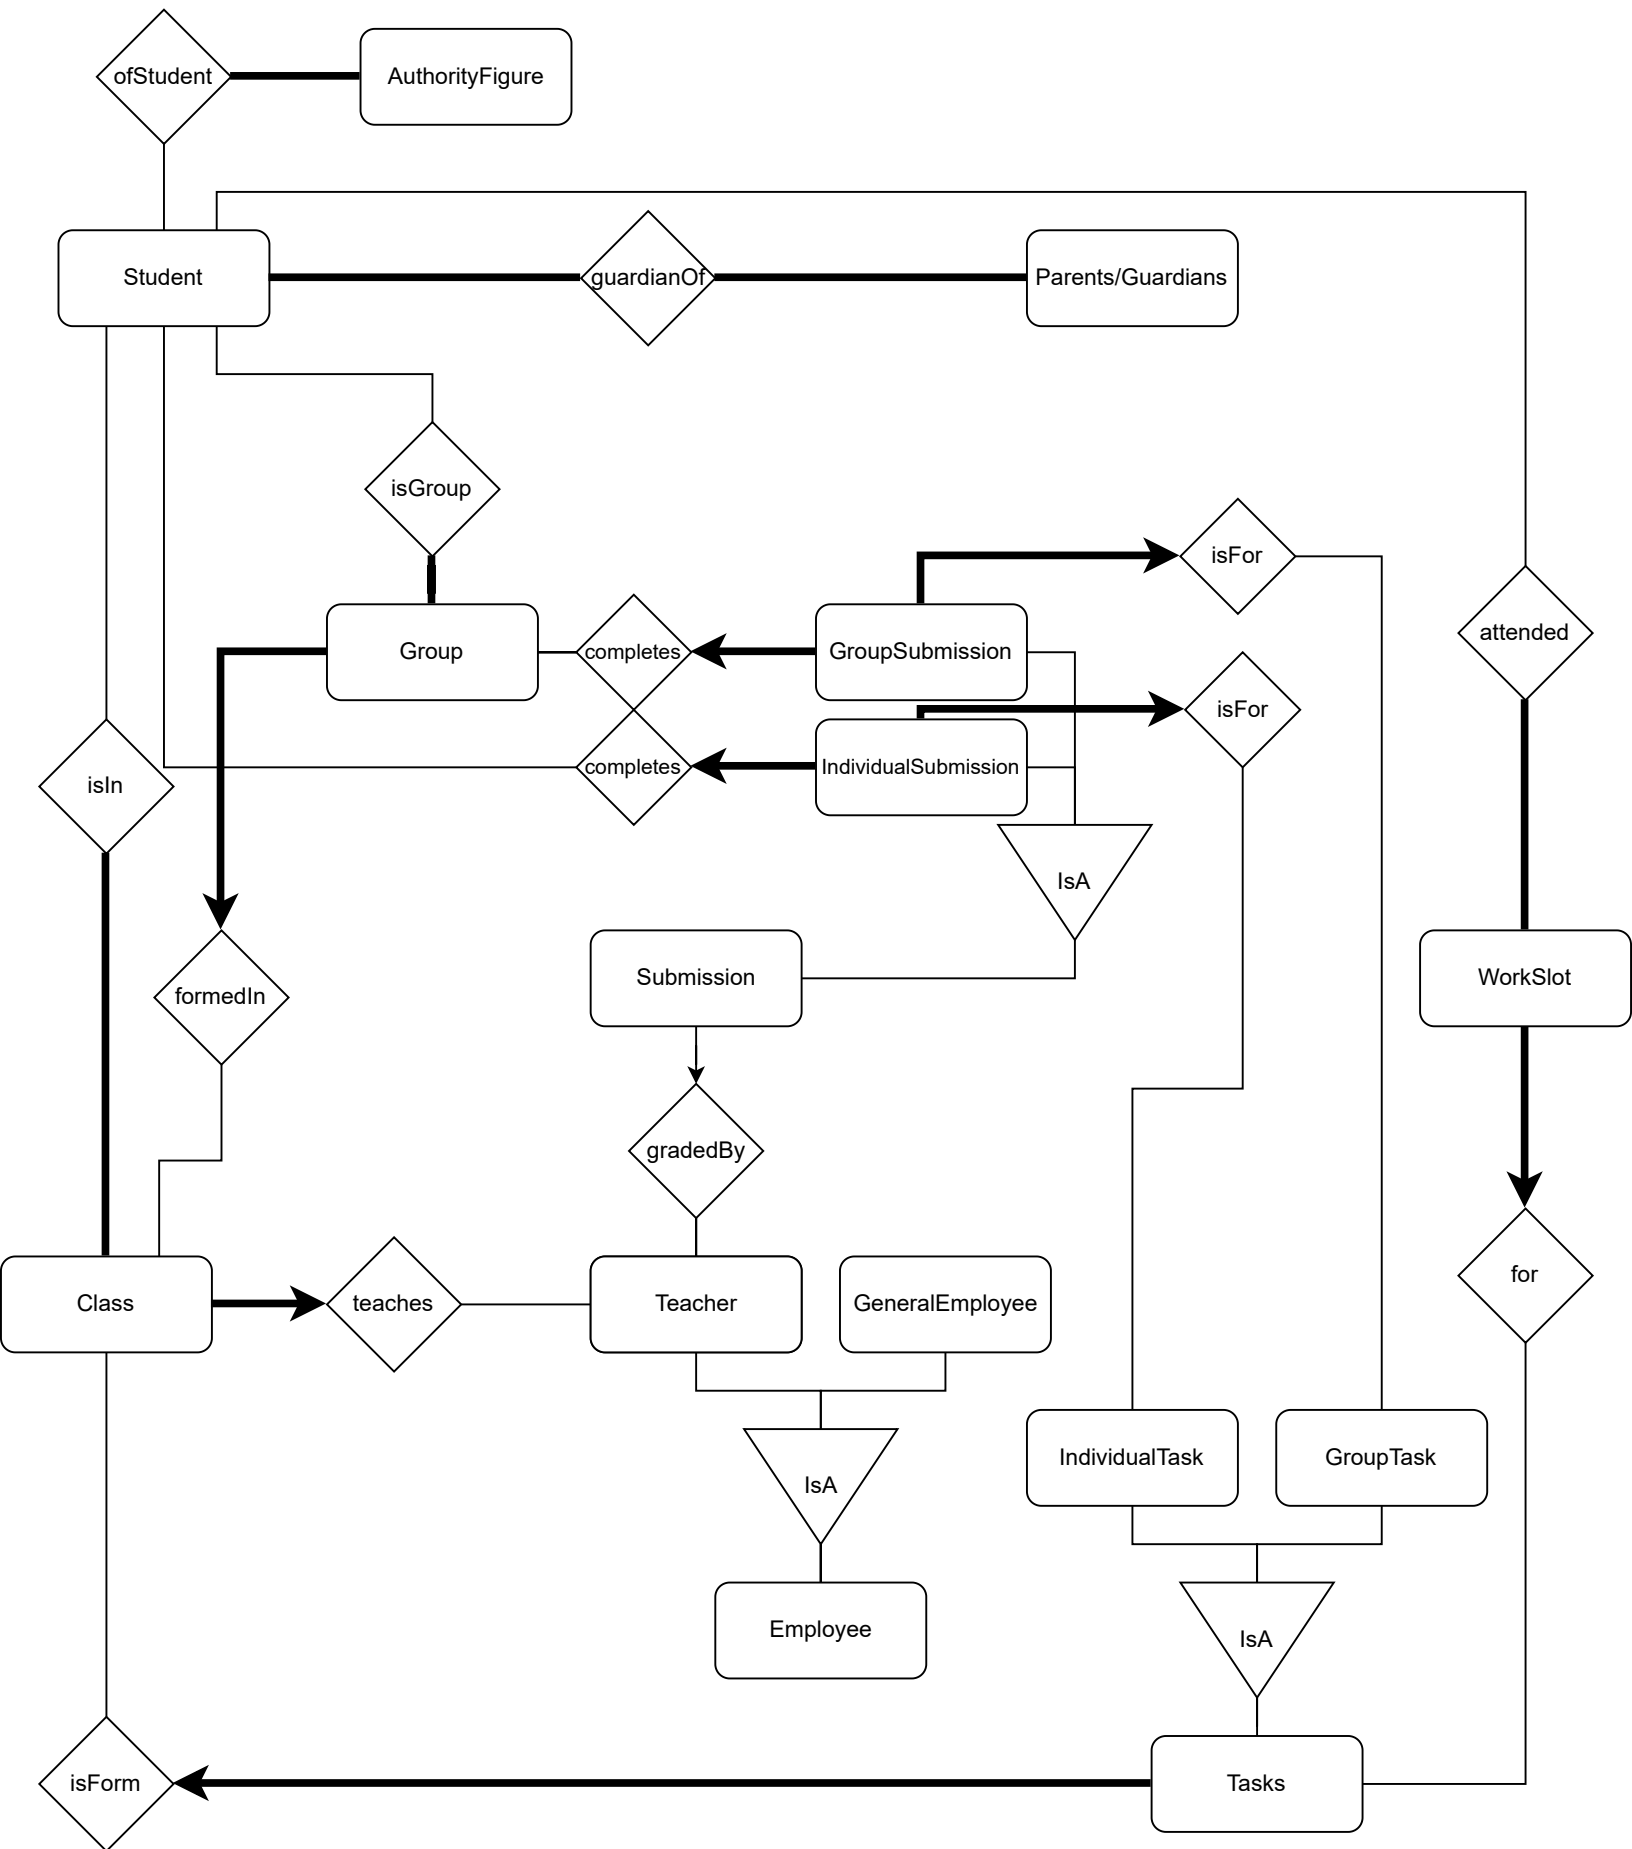 ofStudent
AuthorityFigure
Student
guardianOf
Parents/Guardians
isGroup
isFor
attended
Group
completes
GroupSubmission
isFor
isIn
completes
IndividualSubmission
IsA
Submission
WorkSlot
formedIn
gradedBy
for
Class
teaches
Teacher
GeneralEmployee
IndividualTask
GroupTask
IsA
Employee
IsA
isForm
Tasks